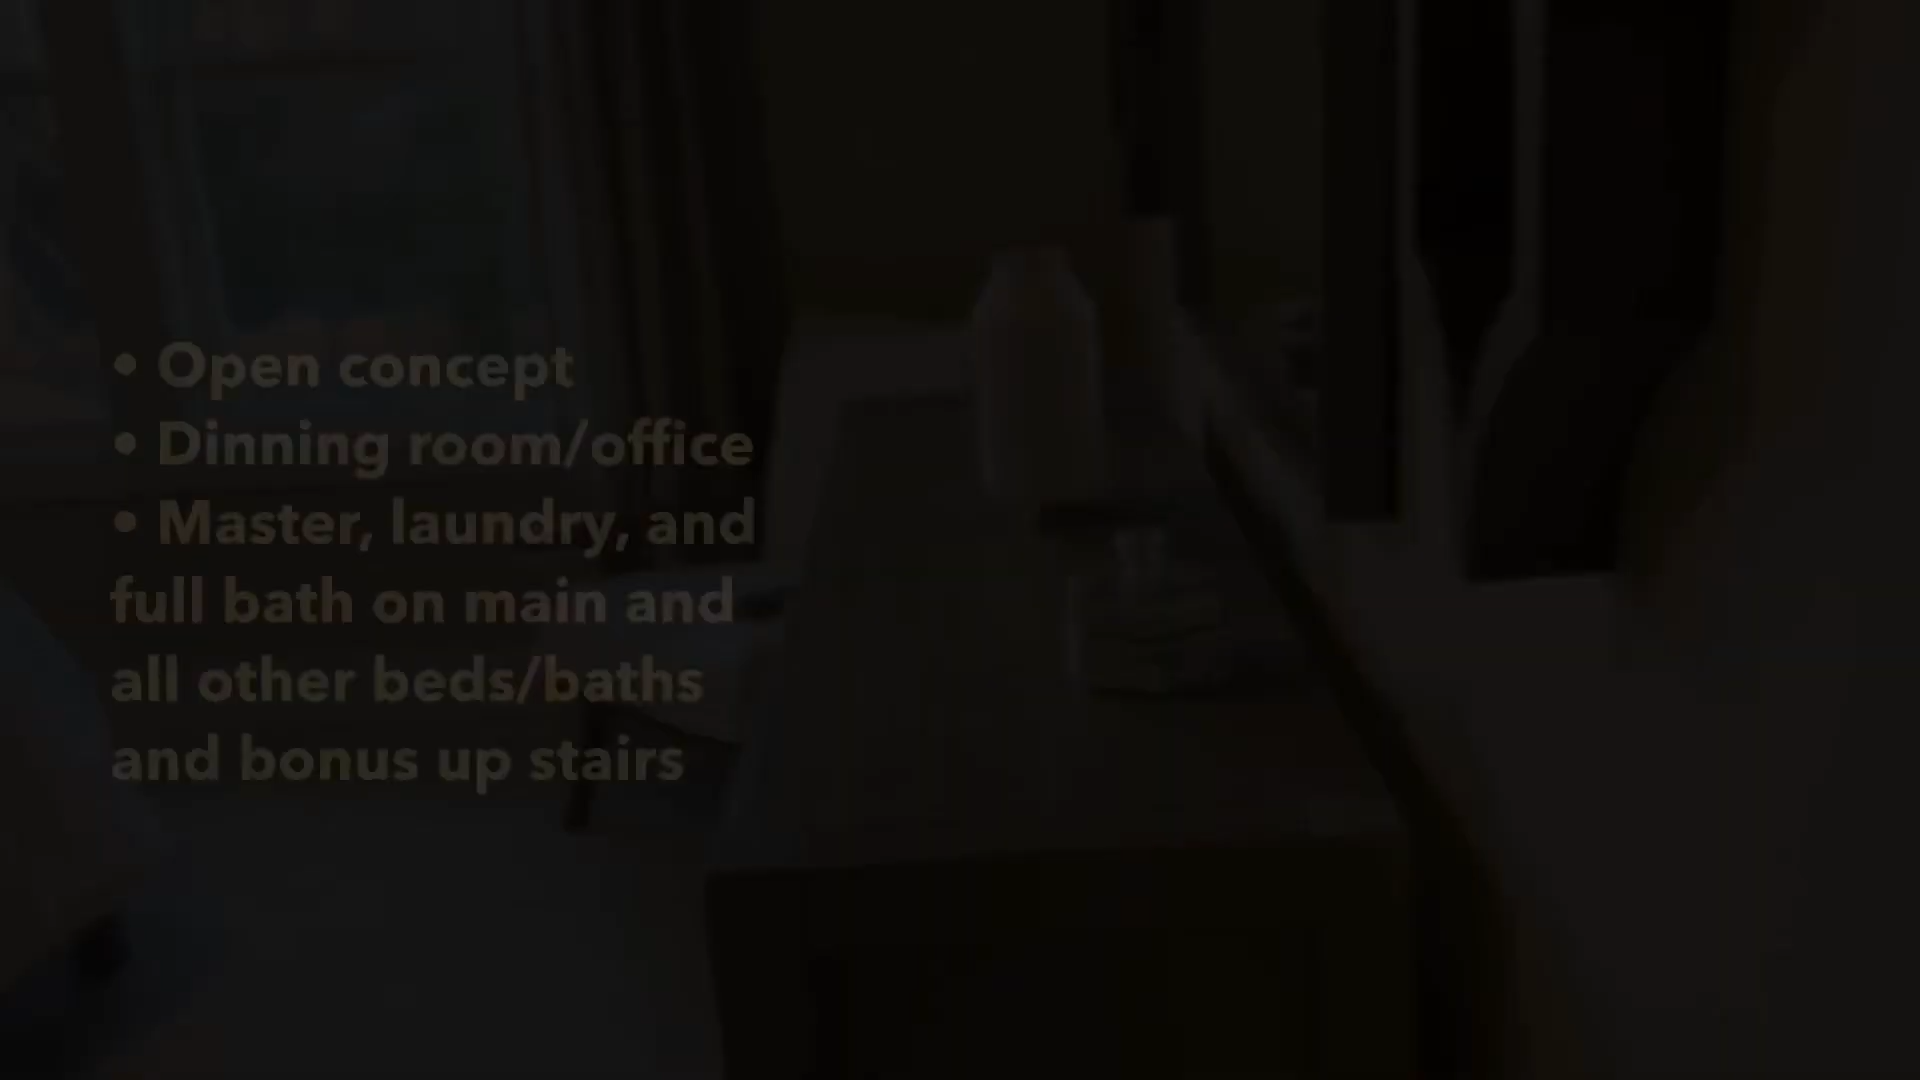 • Open concept
• Dinning room/office
• Master, laundry, and
full bath on main and
all other beds/baths
and bonus up stairs